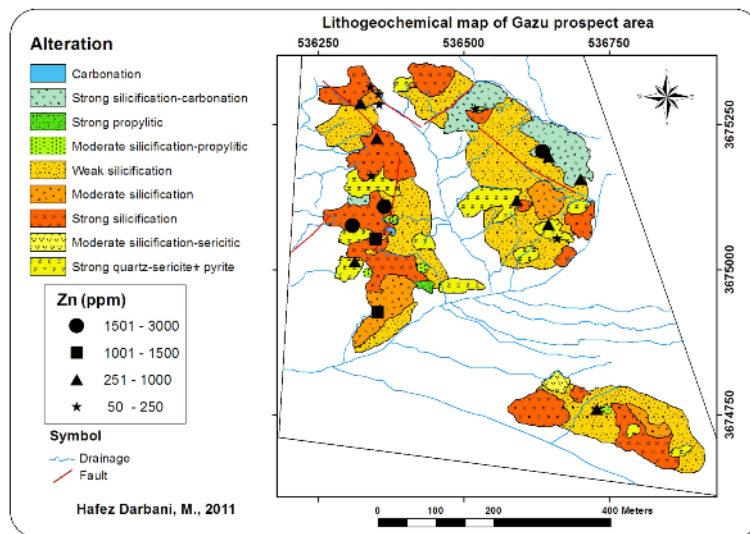 Lithogeochemical map of Gazu prospect area
536250 536500 536750
Alteration
Carbonation
Strong silicification-carbonation
Strong propylitic
Moderate silicification-propylitic
Weak silicification
Moderate silicification
Strong silicification
Moderate silicification-sericitic
Strong quartz-sericite+ pyrite
Zn (ppm)
1501 - 3000
1001 - 1500
251 - 1000
50 - 250
Symbol
Drainage
Fault
Hafez Darbani, M., 2011
3675250
3675000
3674750
0 100 200 400 Meters